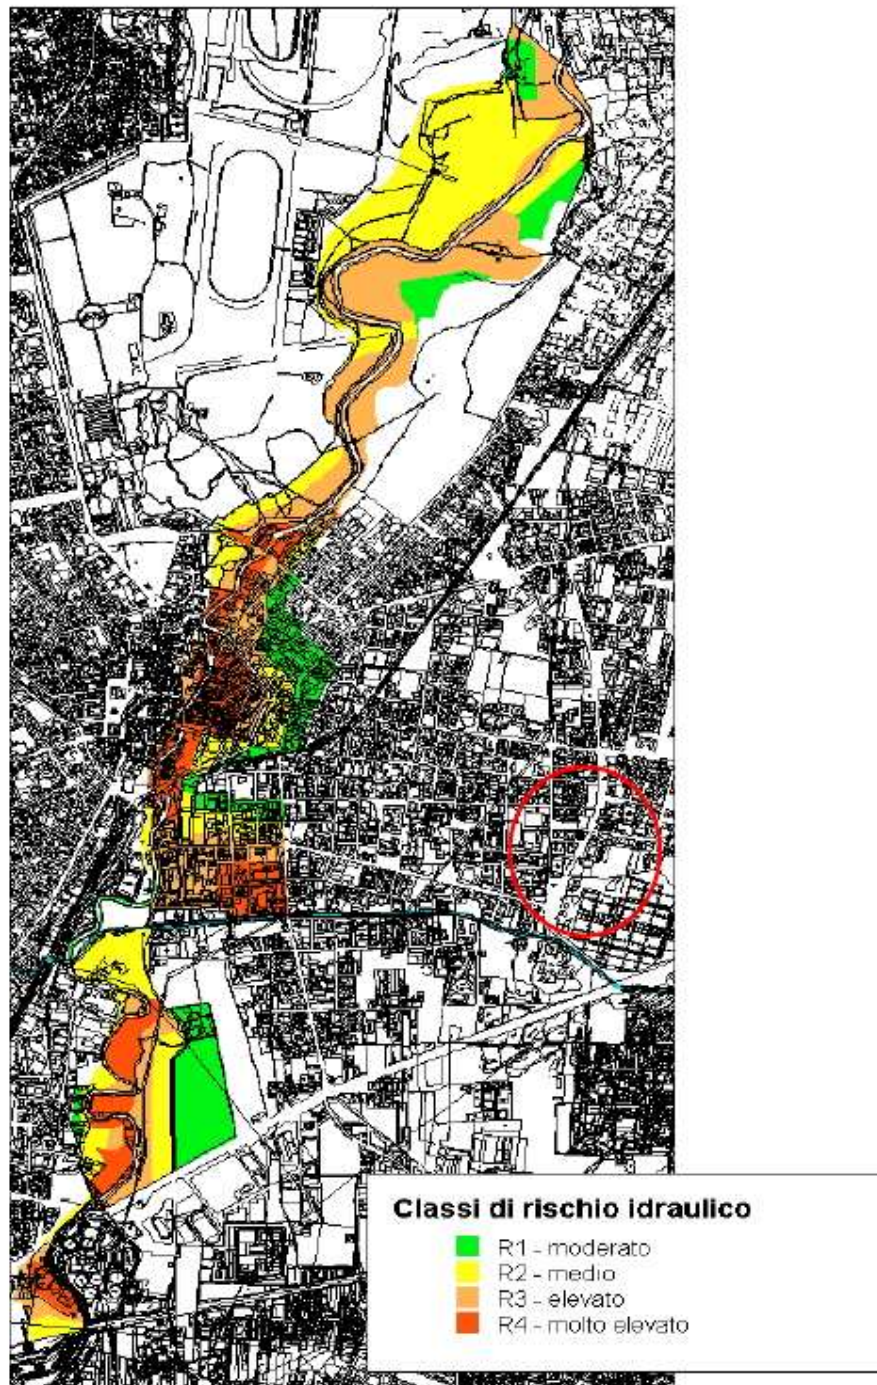 Classi di rischio idraulico
R1 - moderato
R2 - medio
R3 - elevato
R4 - molto elevato